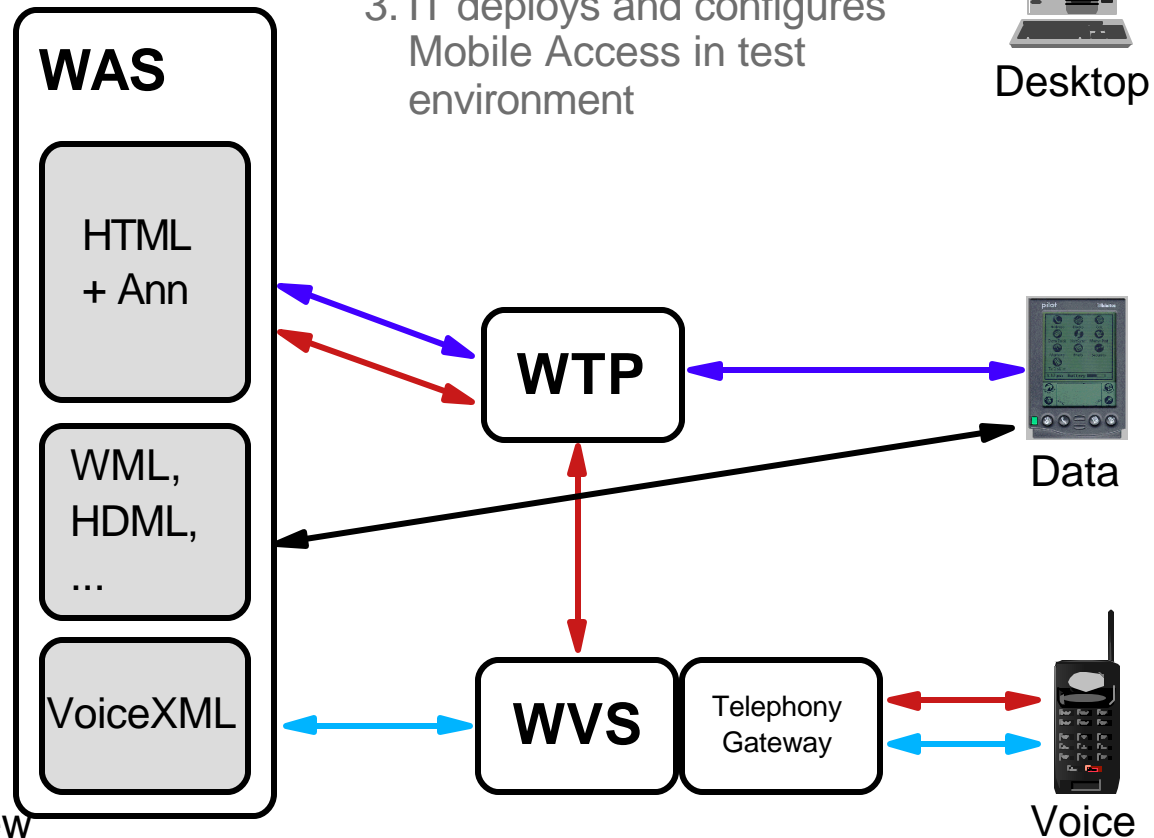 3. IT deploys and configures
Mobile Access in test
environment
WAS
Desktop
HTML
+ Ann
WTP
pilot
Data
WML,
HDML,
...
VoiceXML
WVS
Telephony
Gateway
Voice